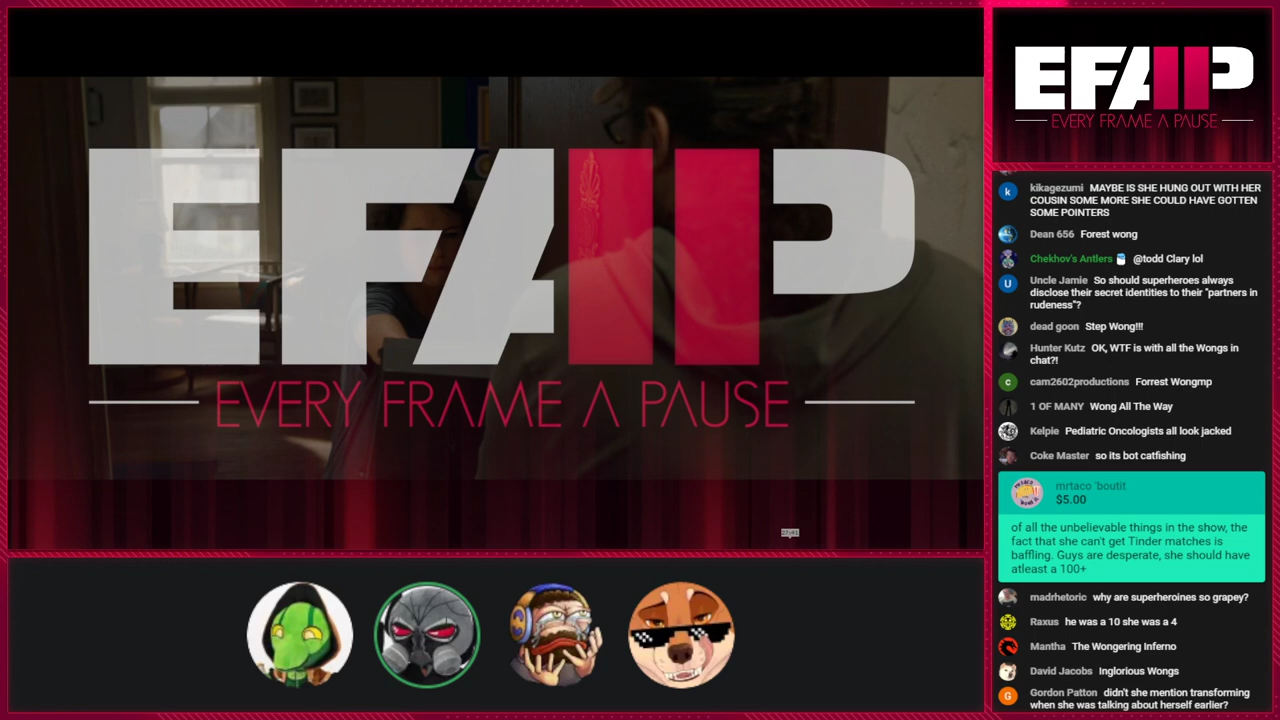 EFAP
EVERY FRAME A PAUSE
EFAP
EVERY FRAME A PAUSE
kikagezumi MAYBE IS SHE HUNG OUT WITH HER
COUSIN SOME MORE SHE COULD HAVE GOTTEN
SOME POINTERS
Dean 656 Forest wong
Chekhov's Antlers @todd Clary lol
Uncle Jamie So should superheroes always
disclose their secret identities to their "partners in
rudeness"?
dead goon Step Wong!!!
Hunter Kutz OK, WTF is with all the Wongs in
chat?!
cam2602productions Forrest Wongmp
1 OF MANY Wong All The Way
Kelpie Pediatric Oncologists all look jacked
Coke Master so its bot catfishing
mrtaco 'boutit
$5.00
of all the unbelievable things in the show, the
fact that she can't get Tinder matches is
baffling. Guys are desperate, she should have
atleast a 100+
madrhetoric why are superheroines so grapey?
Raxus he was a 10 she was a 4
Mantha The Wongering Inferno
David Jacobs Inglorious Wongs
Gordon Patton didn't she mention transforming
when she was talking about herself earlier?